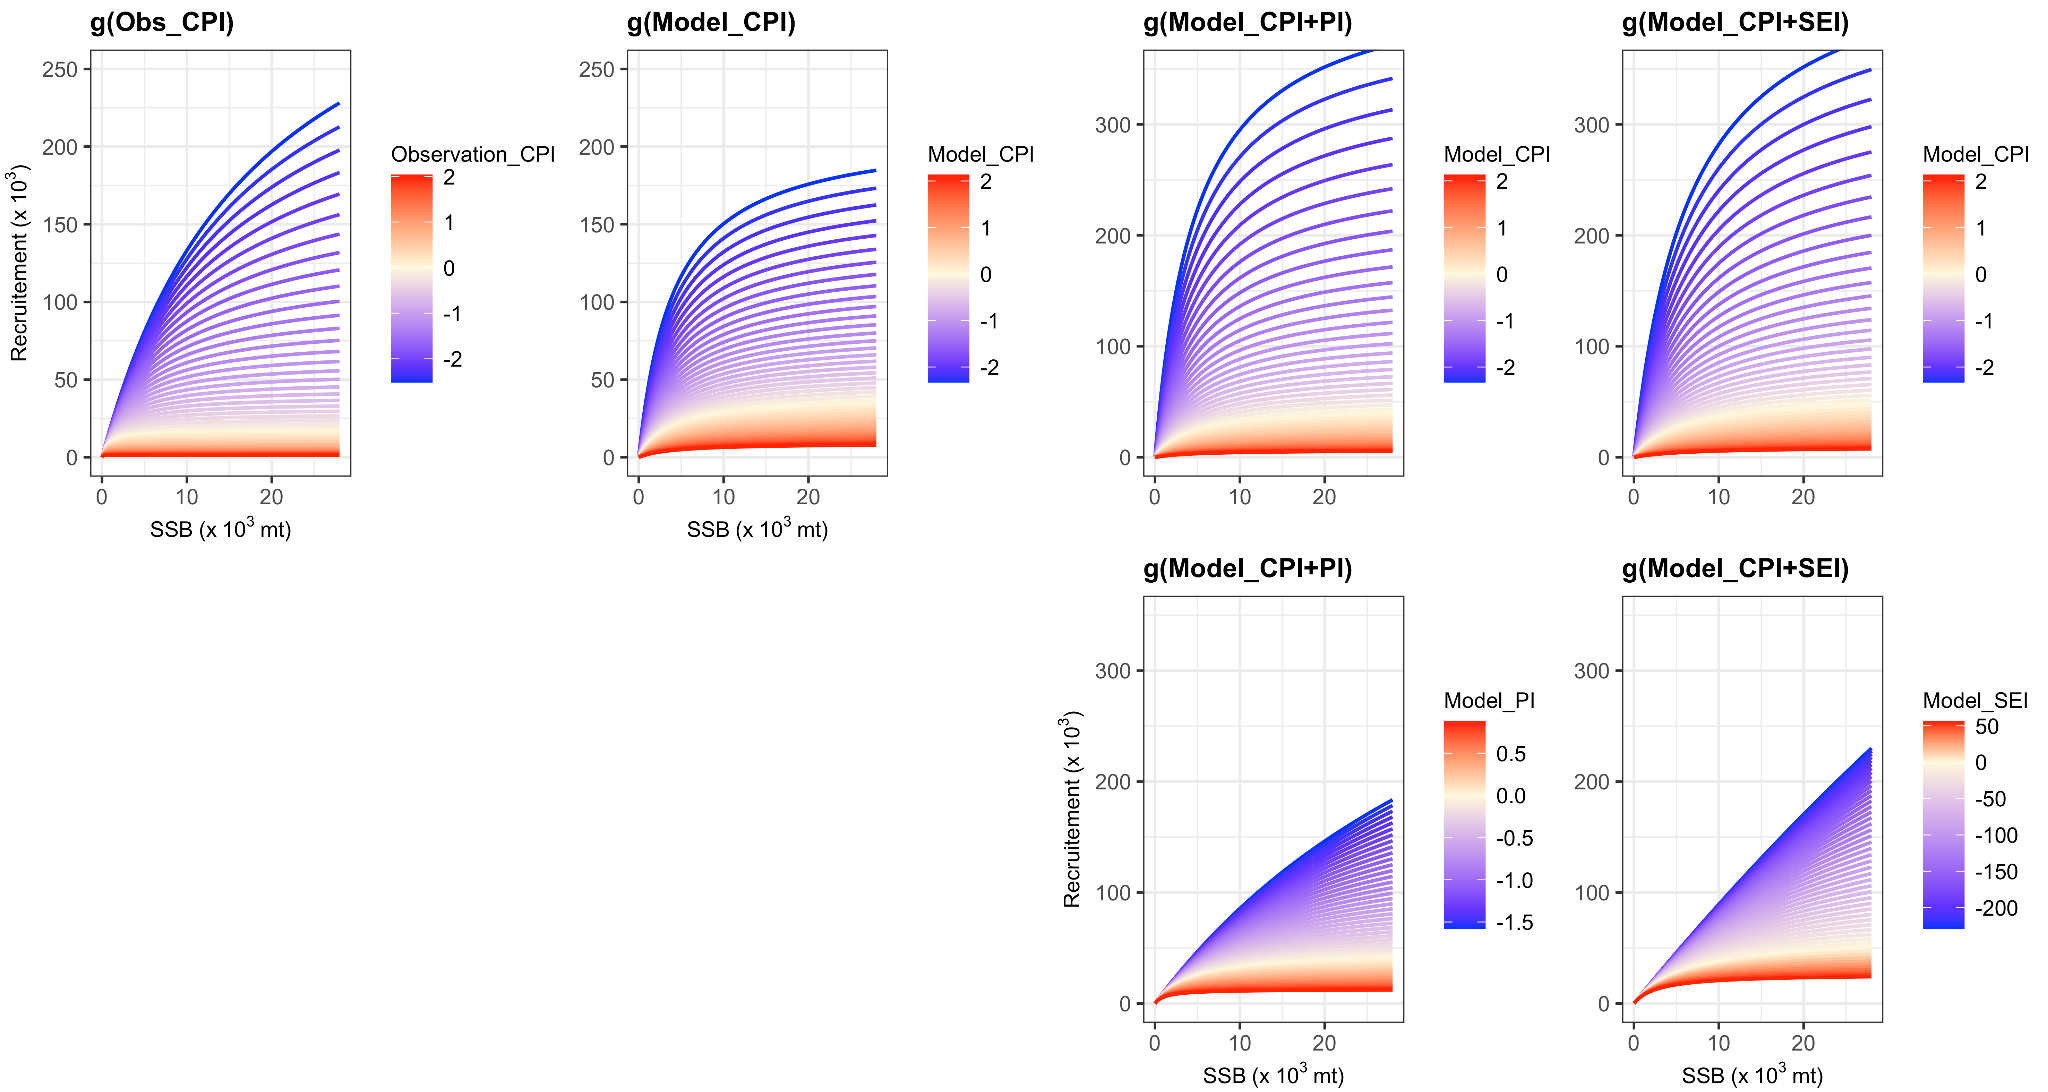 g(Obs_CPI)
250
200
150
100
50
0
0 10 20
Recruitement (x 10³)
SSB (x 10³ mt)
Observation_CPI
2
1
0
-1
-2
g(Model_CPI)
250
200
150
100
50
0
0 10 20
SSB (x 10³ mt)
Model_CPI
2
1
0
-1
-2
g(Model_CPI+PI)
300
200
100
0
0 10 20
Model_CPI
2
1
0
-1
-2
g(Model_CPI+SEI)
300
200
100
0
0 10 20
Model_CPI
2
1
0
-1
-2
g(Model_CPI+PI)
300
200
100
0
0 10 20
Recruitement (x 10³)
SSB (x 10³ mt)
Model_PI
0.5
0.0
-0.5
-1.0
-1.5
g(Model_CPI+SEI)
300
200
100
0
0 10 20
SSB (x 10³ mt)
Model_SEI
50
0
-50
-100
-150
-200